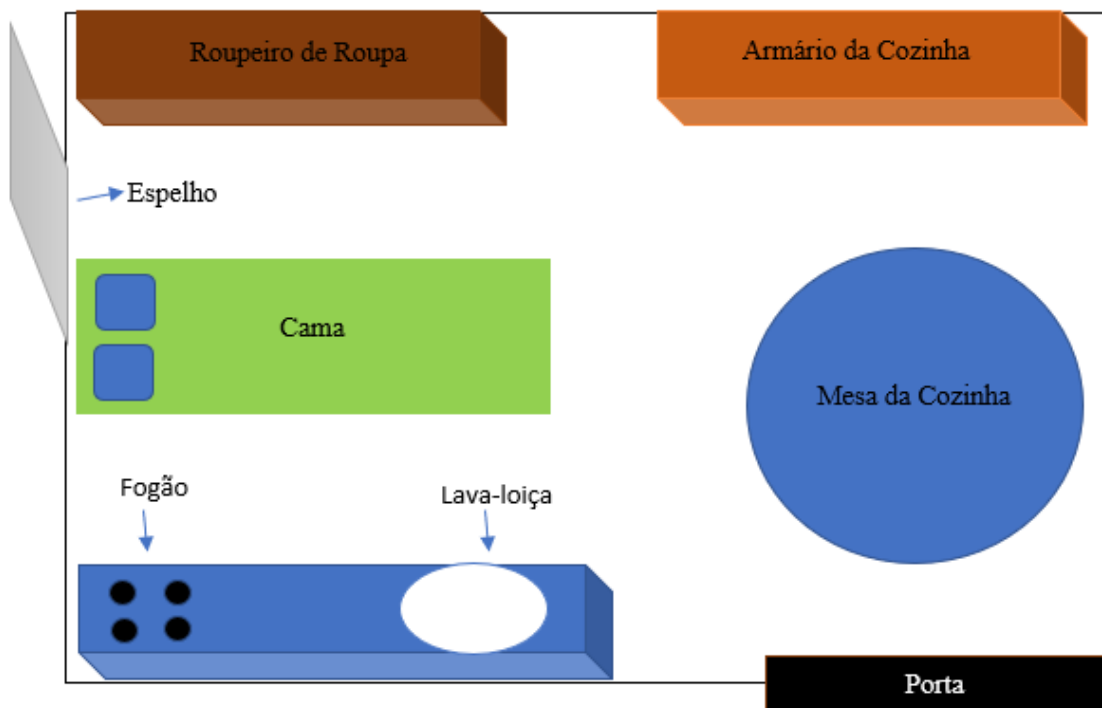 Roupeiro de Roupa
Armário da Cozinha
Espelho
Cama
Mesa da Cozinha
Fogão
Lava-loiça
Porta